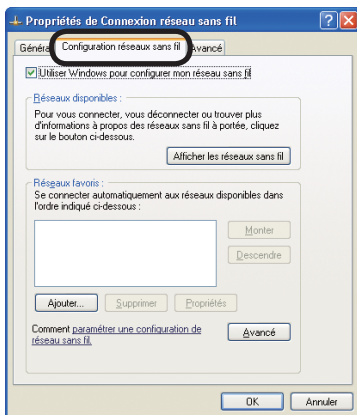 Propriétés de Connexion réseau sans fil
Généra Configuration réseaux sans fil Avancé
Utiliser Windows pour configurer mon réseau sans fil
Réseaux disponibles :
Pour vous connecter, vous déconnecter ou trouver plus
d'informations à propos des réseaux sans fil à portée, cliquez
sur le bouton ci-dessous.
Afficher les réseaux sans fil
Réseaux favoris :
Se connecter automatiquement aux réseaux disponibles dans
l'ordre indiqué ci-dessous :
Monter
Descendre
Ajouter... Supprimer Propriétés
Comment paramétrer une configuration de
réseau sans fil.
Avancé
OK Annuler